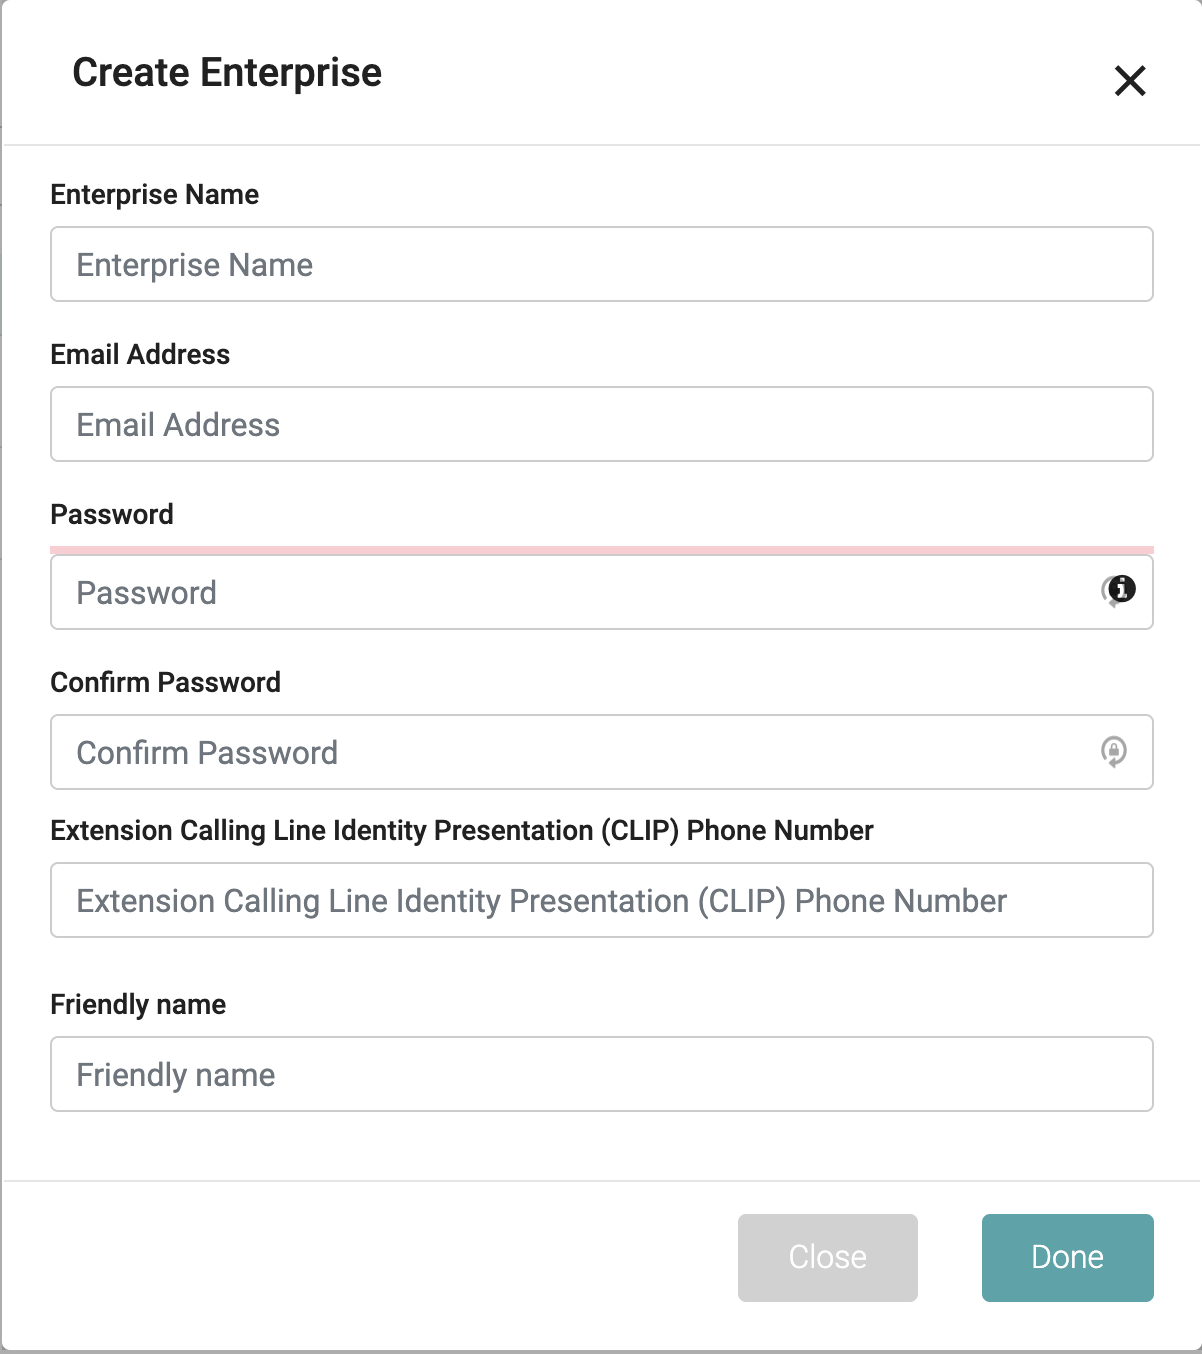 Create Enterprise
Enterprise Name
Enterprise Name
Email Address
Email Address
Password
Password
Confirm Password
Confirm Password
Extension Calling Line Identity Presentation (CLIP) Phone Number
Extension Calling Line Identity Presentation (CLIP) Phone Number
Friendly name
Friendly name
Close Done